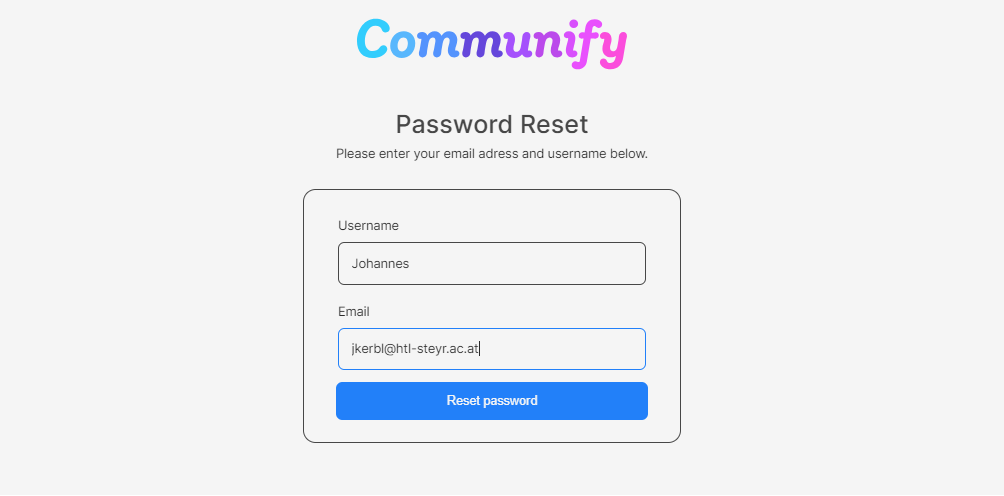 Communify
Password Reset
Please enter your email adress and username below.
Username
Johannes
Email
jkerbl@htl-steyr.ac.at
Reset password